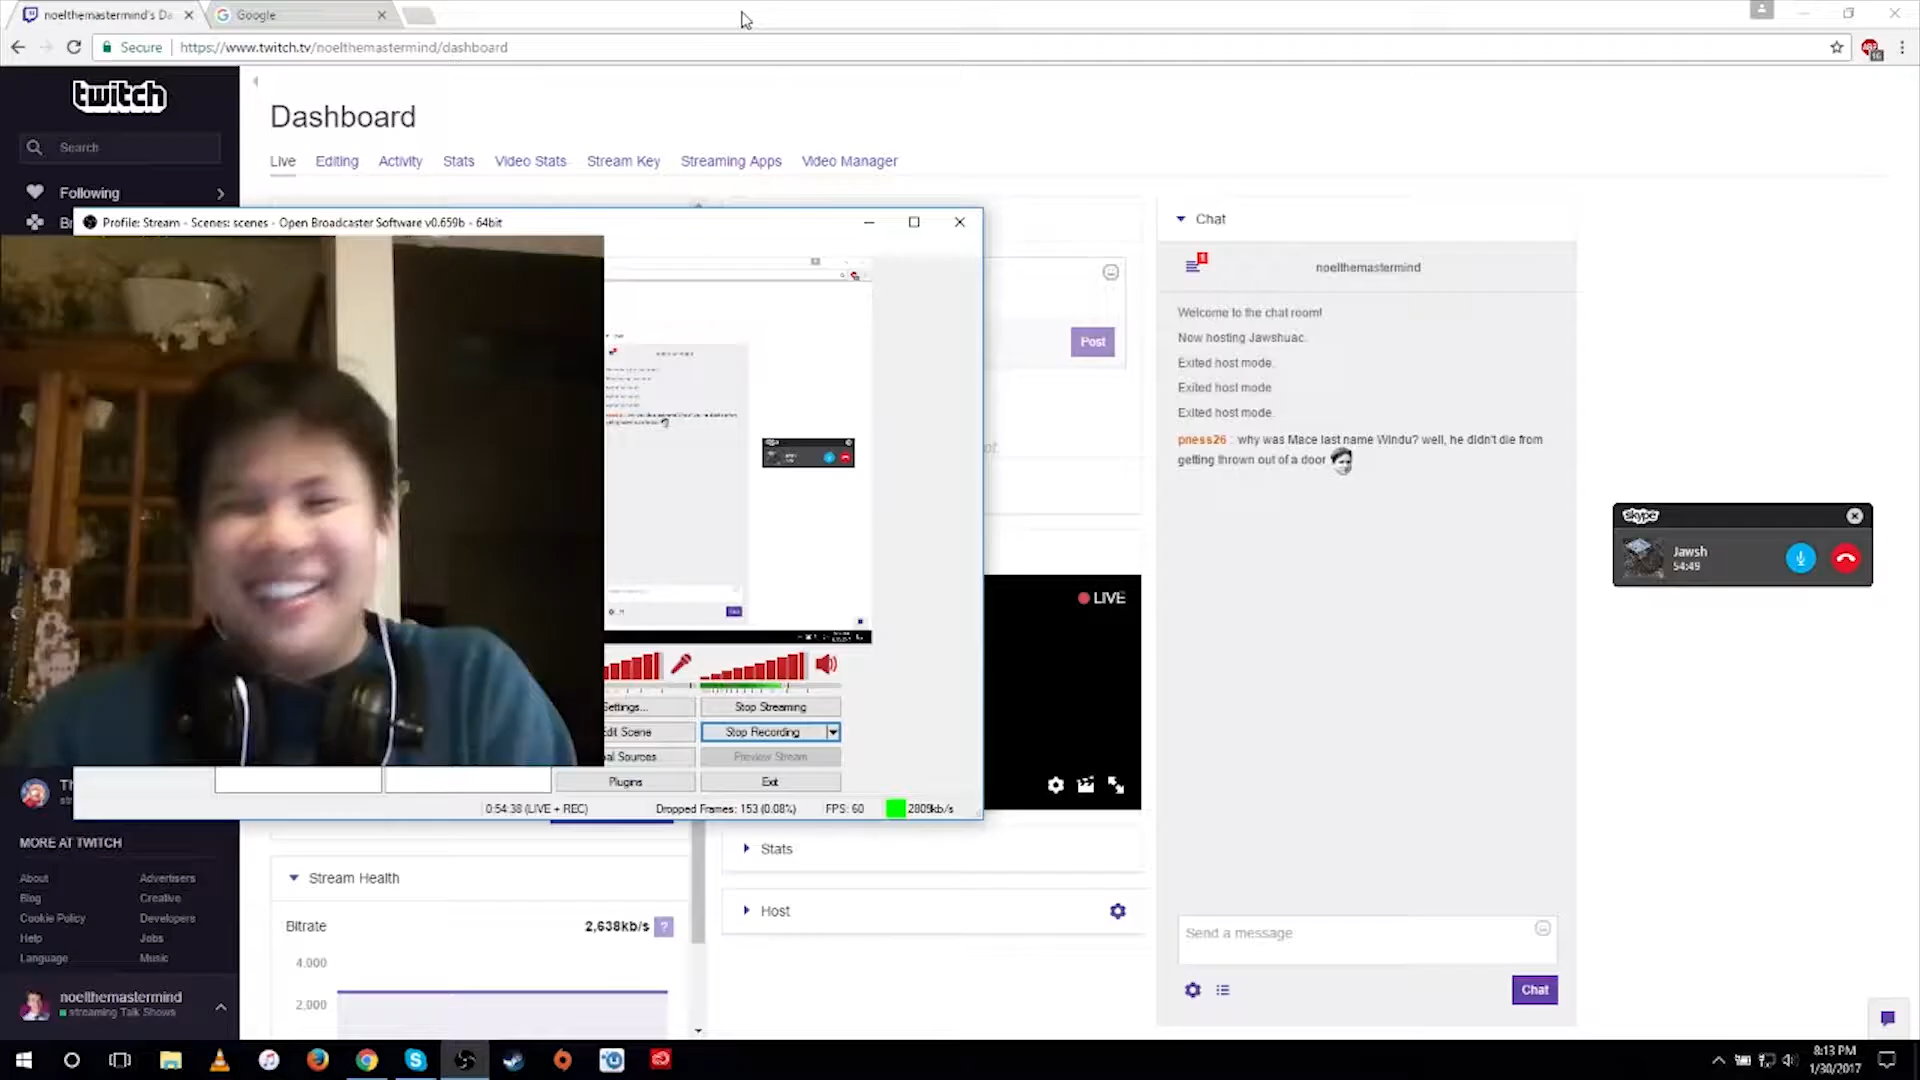 noelthemastermind's Da
Google
Secure
https://www.twitch.tv/noelthemastermind/dashboard
twitch
Search
Following
Dashboard
Live Editing Activity Stats Video Stats Stream Key Streaming Apps Video Manager
Profile: Stream - Scenes: scenes - Open Broadcaster Software v0.659b - 64bit
Settings...
Stop Streaming
Edit Scene
Stop Recording
Sources
Preview Stream
Plugins
Exit
0:54:38 (LIVE + REC)
Dropped Frames: 153 (0.08%)
FPS: 60
2809kb/s
Post
LIVE
Stats
Host
Stream Health
Bitrate
2,638kb/s ?
4,000
2,000
Chat
1
noelthemastermind
Welcome to the chat room!
Now hosting Jawshuac.
Exited host mode.
Exited host mode
Exited host mode.
pness26 : why was Mace last name Windu? well, he didn't die from
getting thrown out of a door
Send a message
Chat
skype
Jawsh
54:49
MORE AT TWITCH
About Advertisers
Blog Creative
Cookie Policy Developers
Help Jobs
Language Music
noelthemastermind
streaming Talk Shows
8:13 PM
1/30/2017